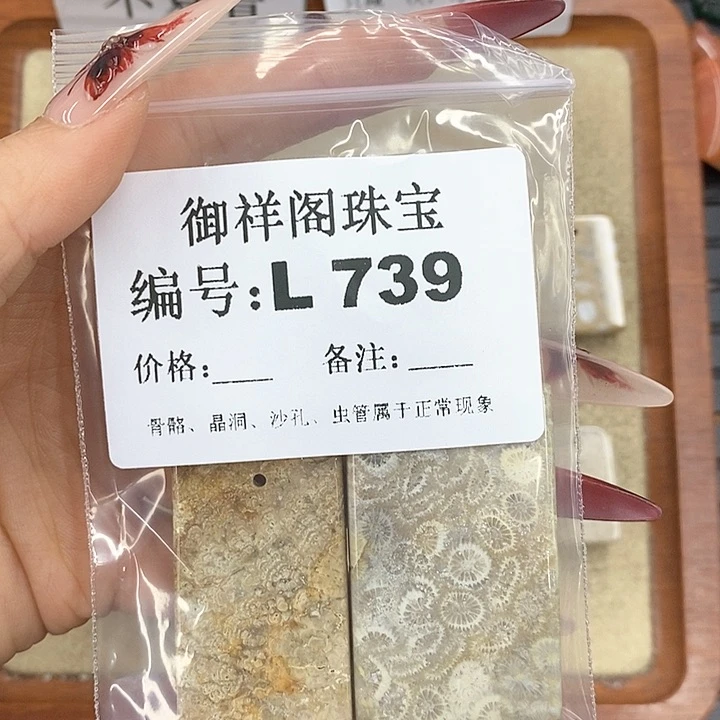 御祥阁珠宝
编号:L 739
价格:____ 备注:____
骨骼、晶洞、沙孔、虫管属于正常现象